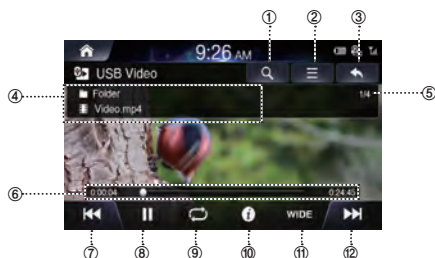 ① ② ③
9:26 AM
USB Video
④ Folder 1/4 ⑤
Video.mp4
⑥ 0:00:04 0:24:45
WIDE
⑦ ⑧ ⑨ ⑩ ⑪ ⑫